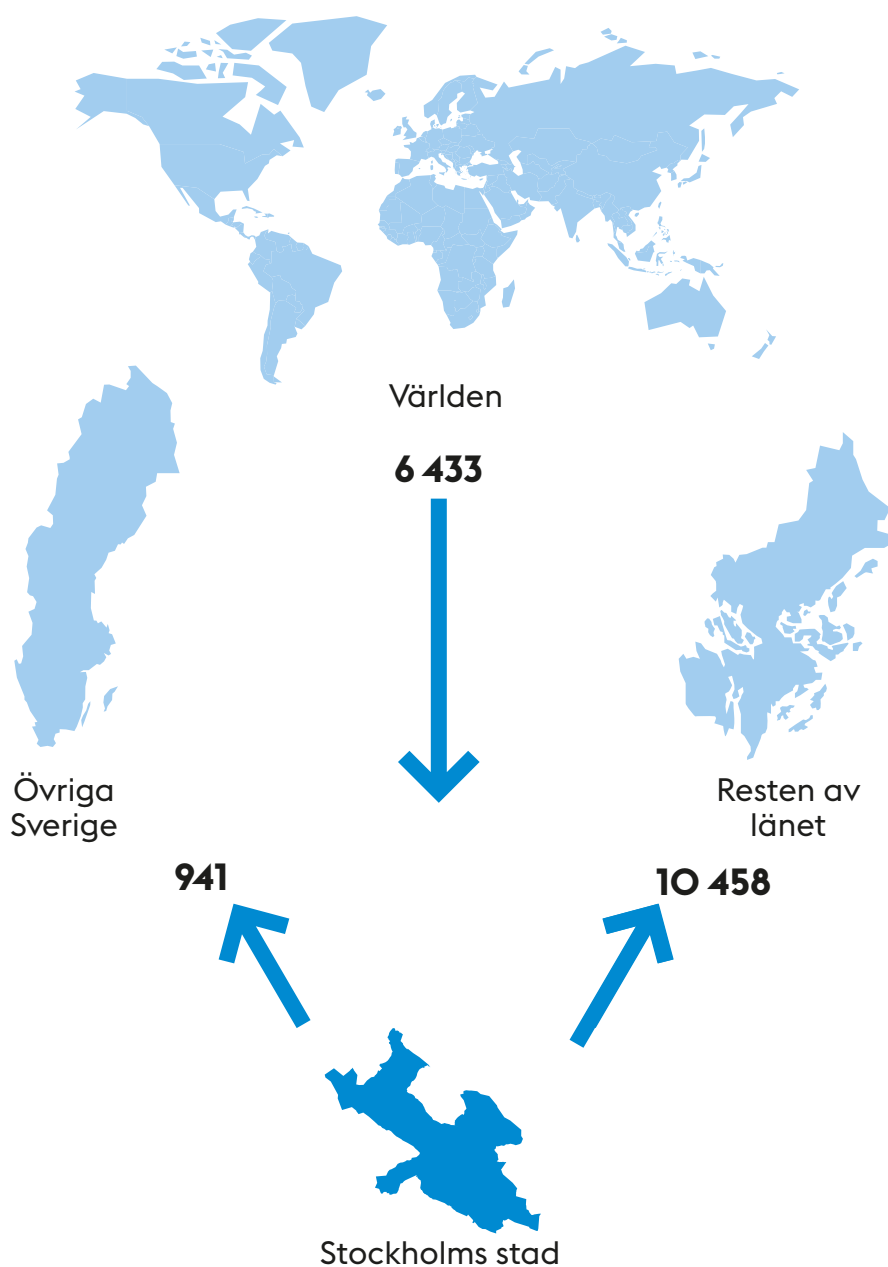 Världen
6 433
Övriga
Sverige
941
Resten av
länet
10 458
Stockholms stad